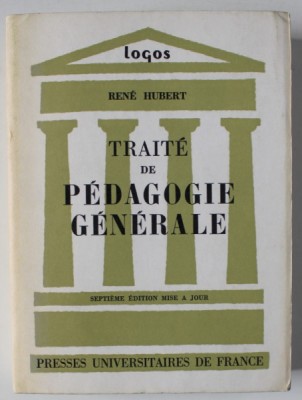 logos
RENÉ HUBERT
TRAITÉ
DE
PÉDAGOGIE
GÉNÉRALE
SEPTIÈME ÉDITION MISE A JOUR
PRESSES UNIVERSITAIRES DE FRANCE